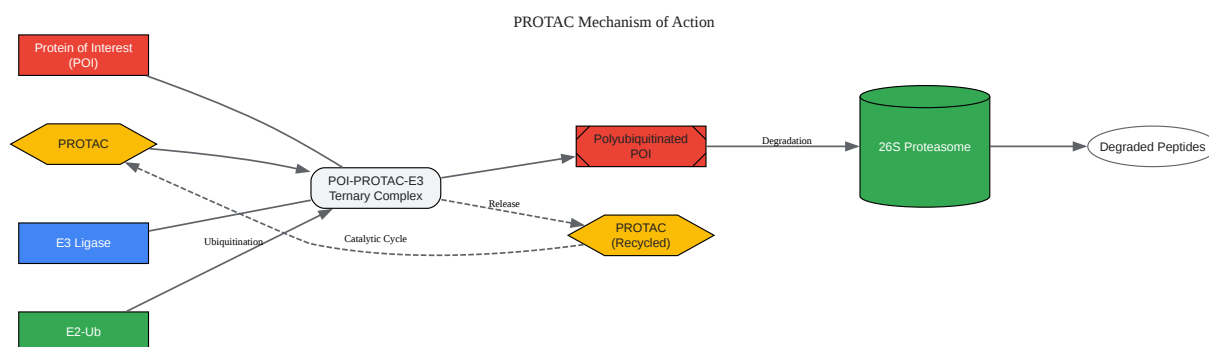 PROTAC Mechanism of Action
Protein of Interest
(POI)
PROTAC
E3 Ligase
E2-Ub
Ubiquitination
POI-PROTAC-E3
Ternary Complex
Catalytic Cycle
Release
Polyubiquitinated
POI
PROTAC
(Recycled)
Degradation
26S Proteasome
Degraded Peptides